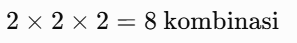 2 × 2 × 2 = 8 kombinasi